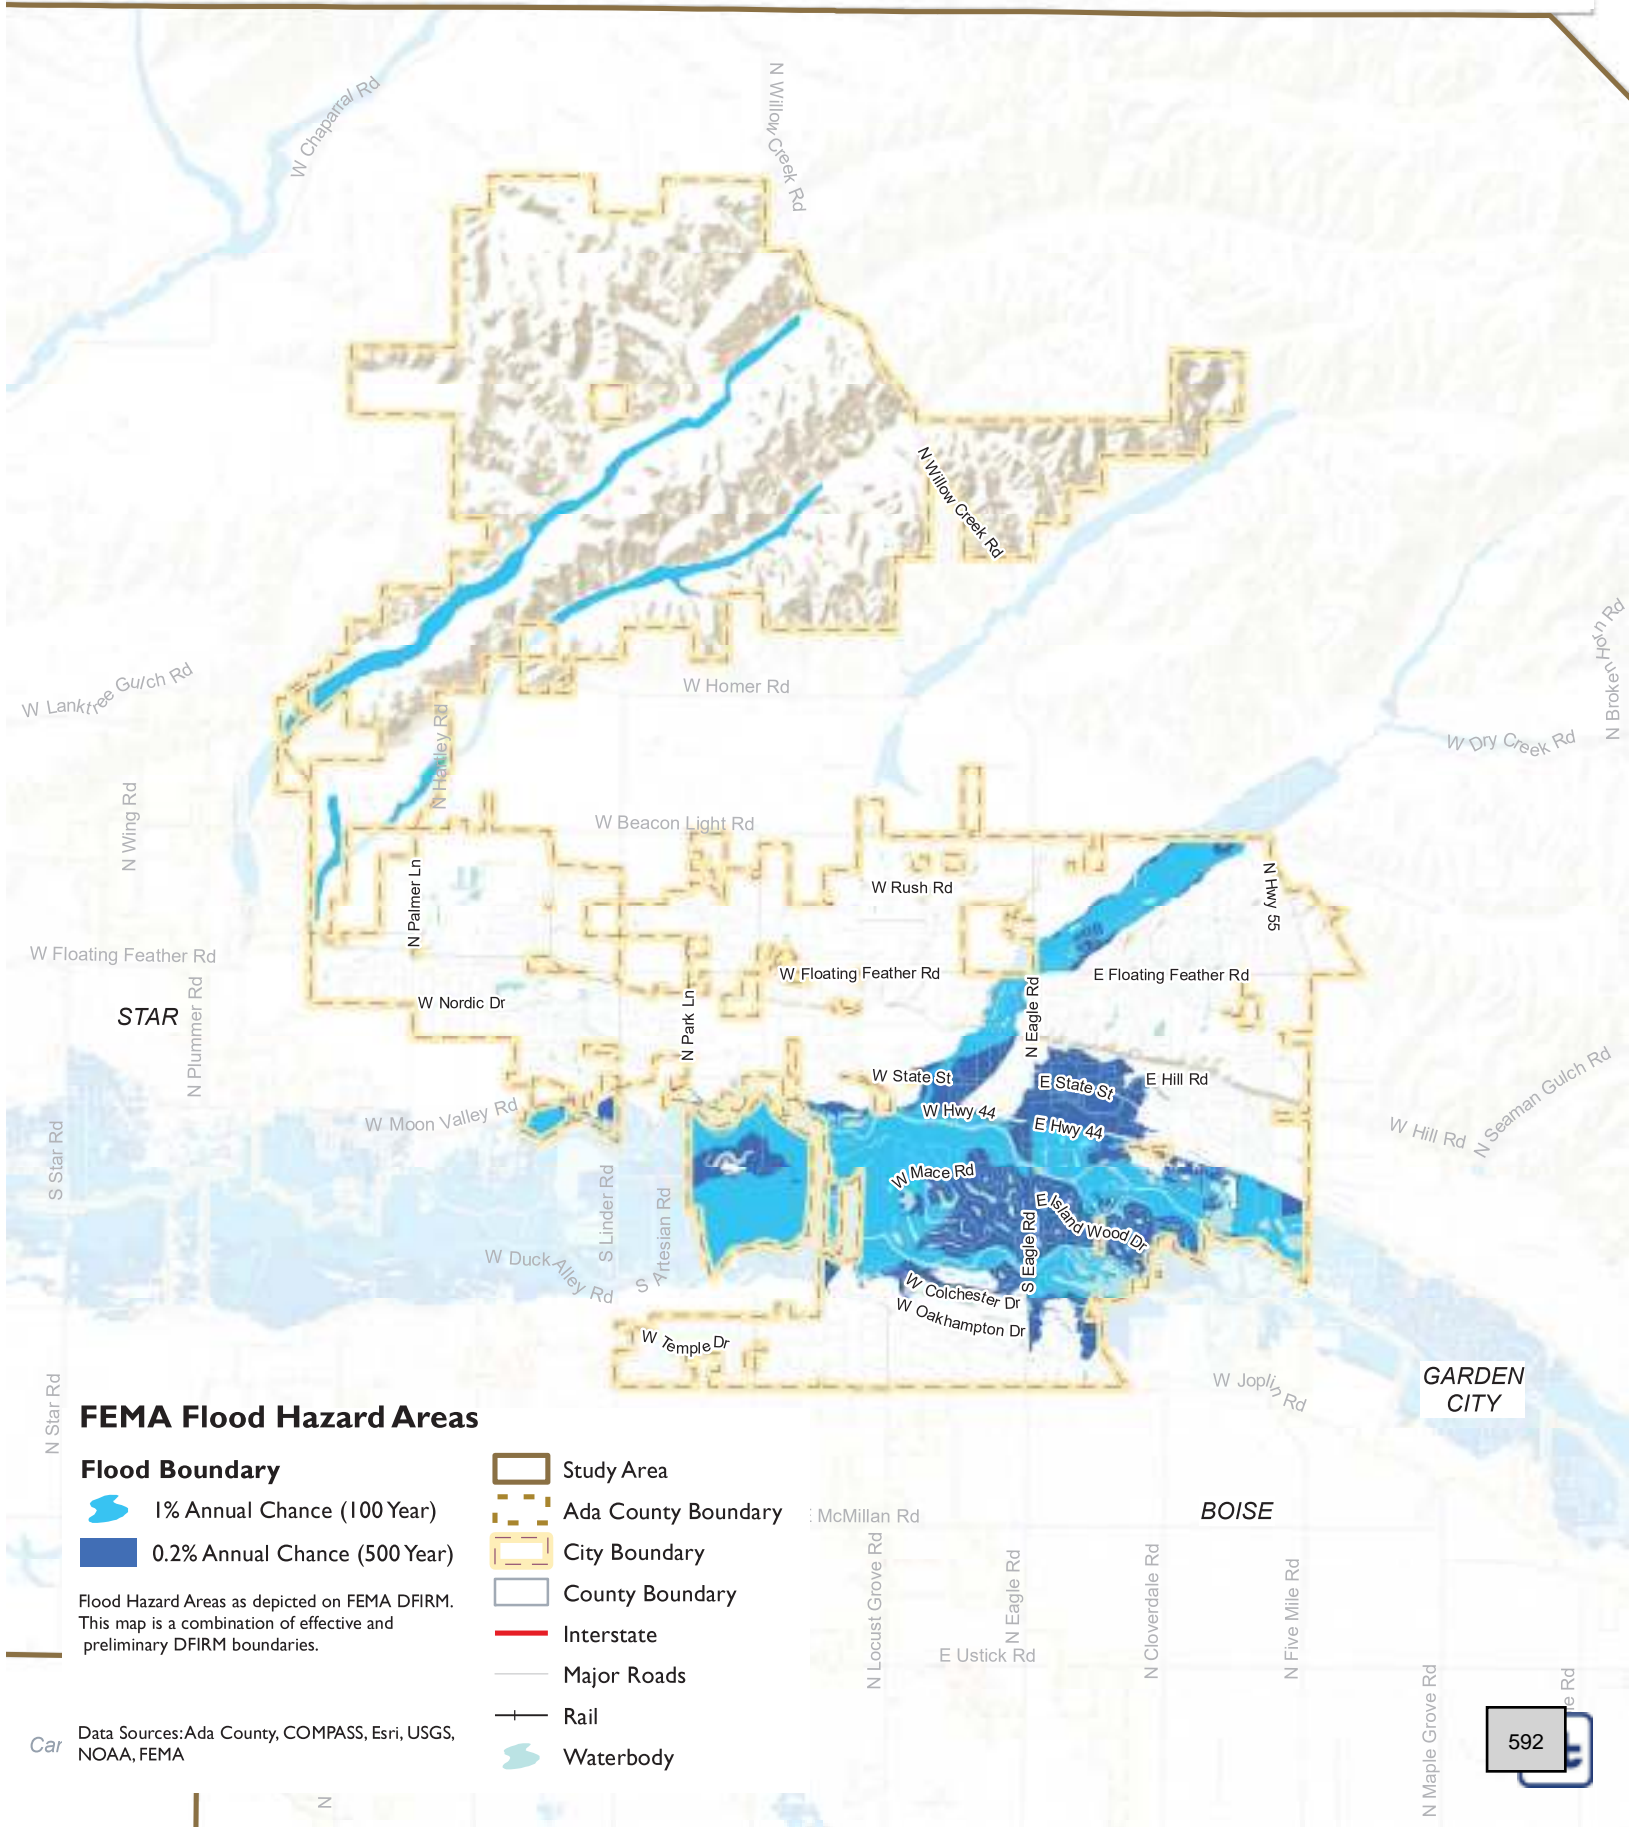 W Chaparral Rd
N Willow Creek Rd
N Willow Creek Rd
W Lanktree Gulch Rd
W Homer Rd
N Hartley Rd
N Broken Horn Rd
W Dry Creek Rd
N Wing Rd
W Beacon Light Rd
N Palmer Ln
W Rush Rd
N Hwy 55
W Floating Feather Rd
W Floating Feather Rd
E Floating Feather Rd
STAR
N Plummer Rd
W Nordic Dr
N Park Ln
N Eagle Rd
W State St
E State St
E Hill Rd
W Hwy 44
E Hwy 44
W Moon Valley Rd
W Hill Rd
N Seaman Gulch Rd
S Star Rd
W Mace Rd
S Linder Rd
S Artesian Rd
E Island Wood Dr
S Eagle Rd
W Duck Alley Rd
W Colchester Dr
W Oakhampton Dr
W Temple Dr
W Joplin Rd
GARDEN
CITY
N Star Rd
FEMA Flood Hazard Areas
Flood Boundary
1% Annual Chance (100 Year)
0.2% Annual Chance (500 Year)
Flood Hazard Areas as depicted on FEMA DFIRM.
This map is a combination of effective and
preliminary DFIRM boundaries.
Data Sources: Ada County, COMPASS, Esri, USGS,
NOAA, FEMA
Study Area
Ada County Boundary
City Boundary
County Boundary
Interstate
Major Roads
Rail
Waterbody
McMillan Rd
BOISE
N Locust Grove Rd
N Eagle Rd
N Cloverdale Rd
N Five Mile Rd
E Ustick Rd
N Maple Grove Rd
Rd
592
N